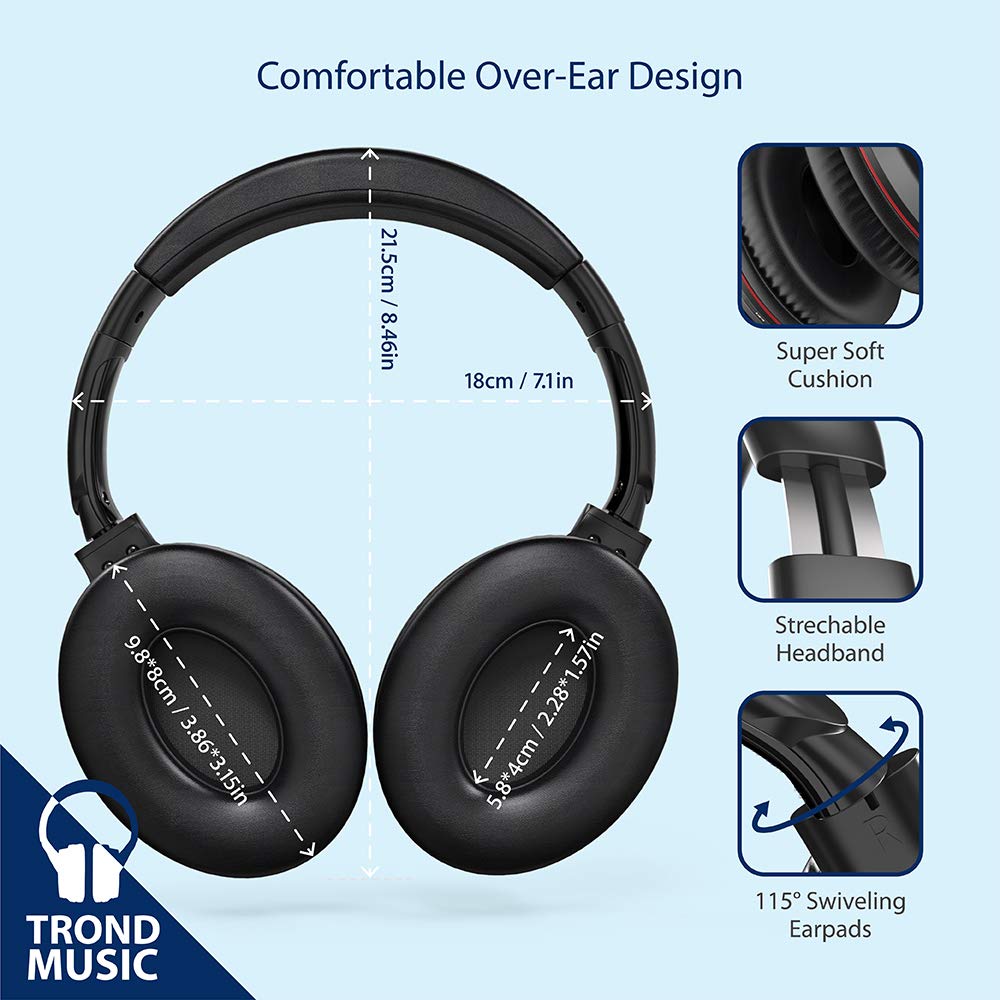 Comfortable Over-Ear Design
21.5cm / 8.46in
18cm / 7.1in
9.8*8cm / 3.86*3.15in
5.8*4cm / 2.28*1.57in
Super Soft
Cushion
Strechable
Headband
R
115° Swiveling
Earpads
TROND
MUSIC